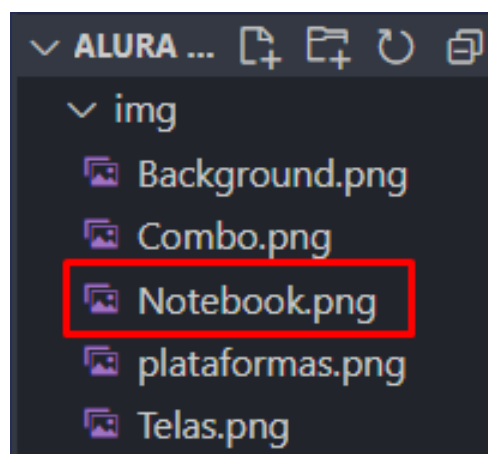 ALURA ...
img
Background.png
Combo.png
Notebook.png
plataformas.png
Telas.png